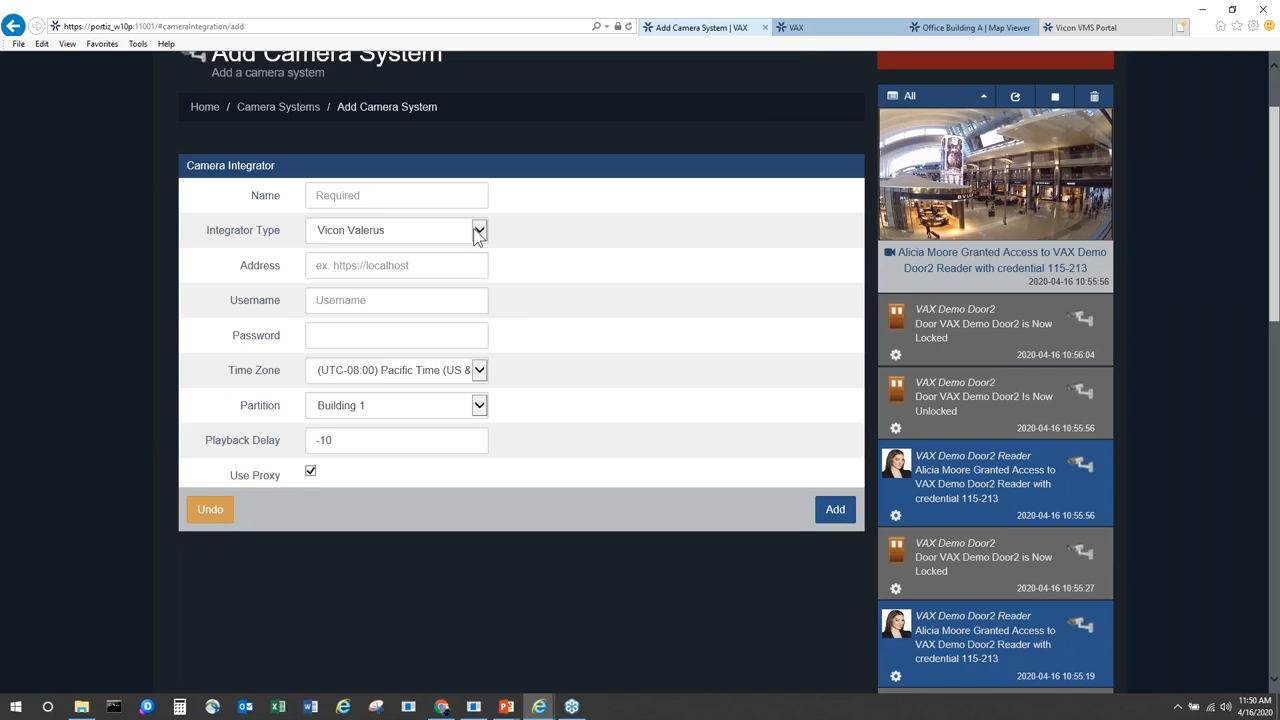 https://portiz_w10p:11001/#cameraIntegration/add
Add Camera System | VAX
VAX
Office Building A | Map Viewer
Vicon VMS Portal
File Edit View Favorites Tools Help
Add Camera System
Add a camera system
Home / Camera Systems / Add Camera System
Camera Integrator
Name Required
Integrator Type Vicon Valerus
Address ex. https://localhost
Username Username
Password
Time Zone (UTC-08:00) Pacific Time (US &
Partition Building 1
Playback Delay -10
Use Proxy
Undo Add
All
Alicia Moore Granted Access to VAX Demo
Door2 Reader with credential 115-213
2020-04-16 10:55:56
VAX Demo Door2
Door VAX Demo Door2 is Now
Locked
2020-04-16 10:56:04
VAX Demo Door2
Door VAX Demo Door2 Is Now
Unlocked
2020-04-16 10:55:56
VAX Demo Door2 Reader
Alicia Moore Granted Access to
VAX Demo Door2 Reader with
credential 115-213
2020-04-16 10:55:56
VAX Demo Door2
Door VAX Demo Door2 is Now
Locked
2020-04-16 10:55:27
VAX Demo Door2 Reader
Alicia Moore Granted Access to
VAX Demo Door2 Reader with
credential 115-213
2020-04-16 10:55:19
11:50 AM
4/16/2020